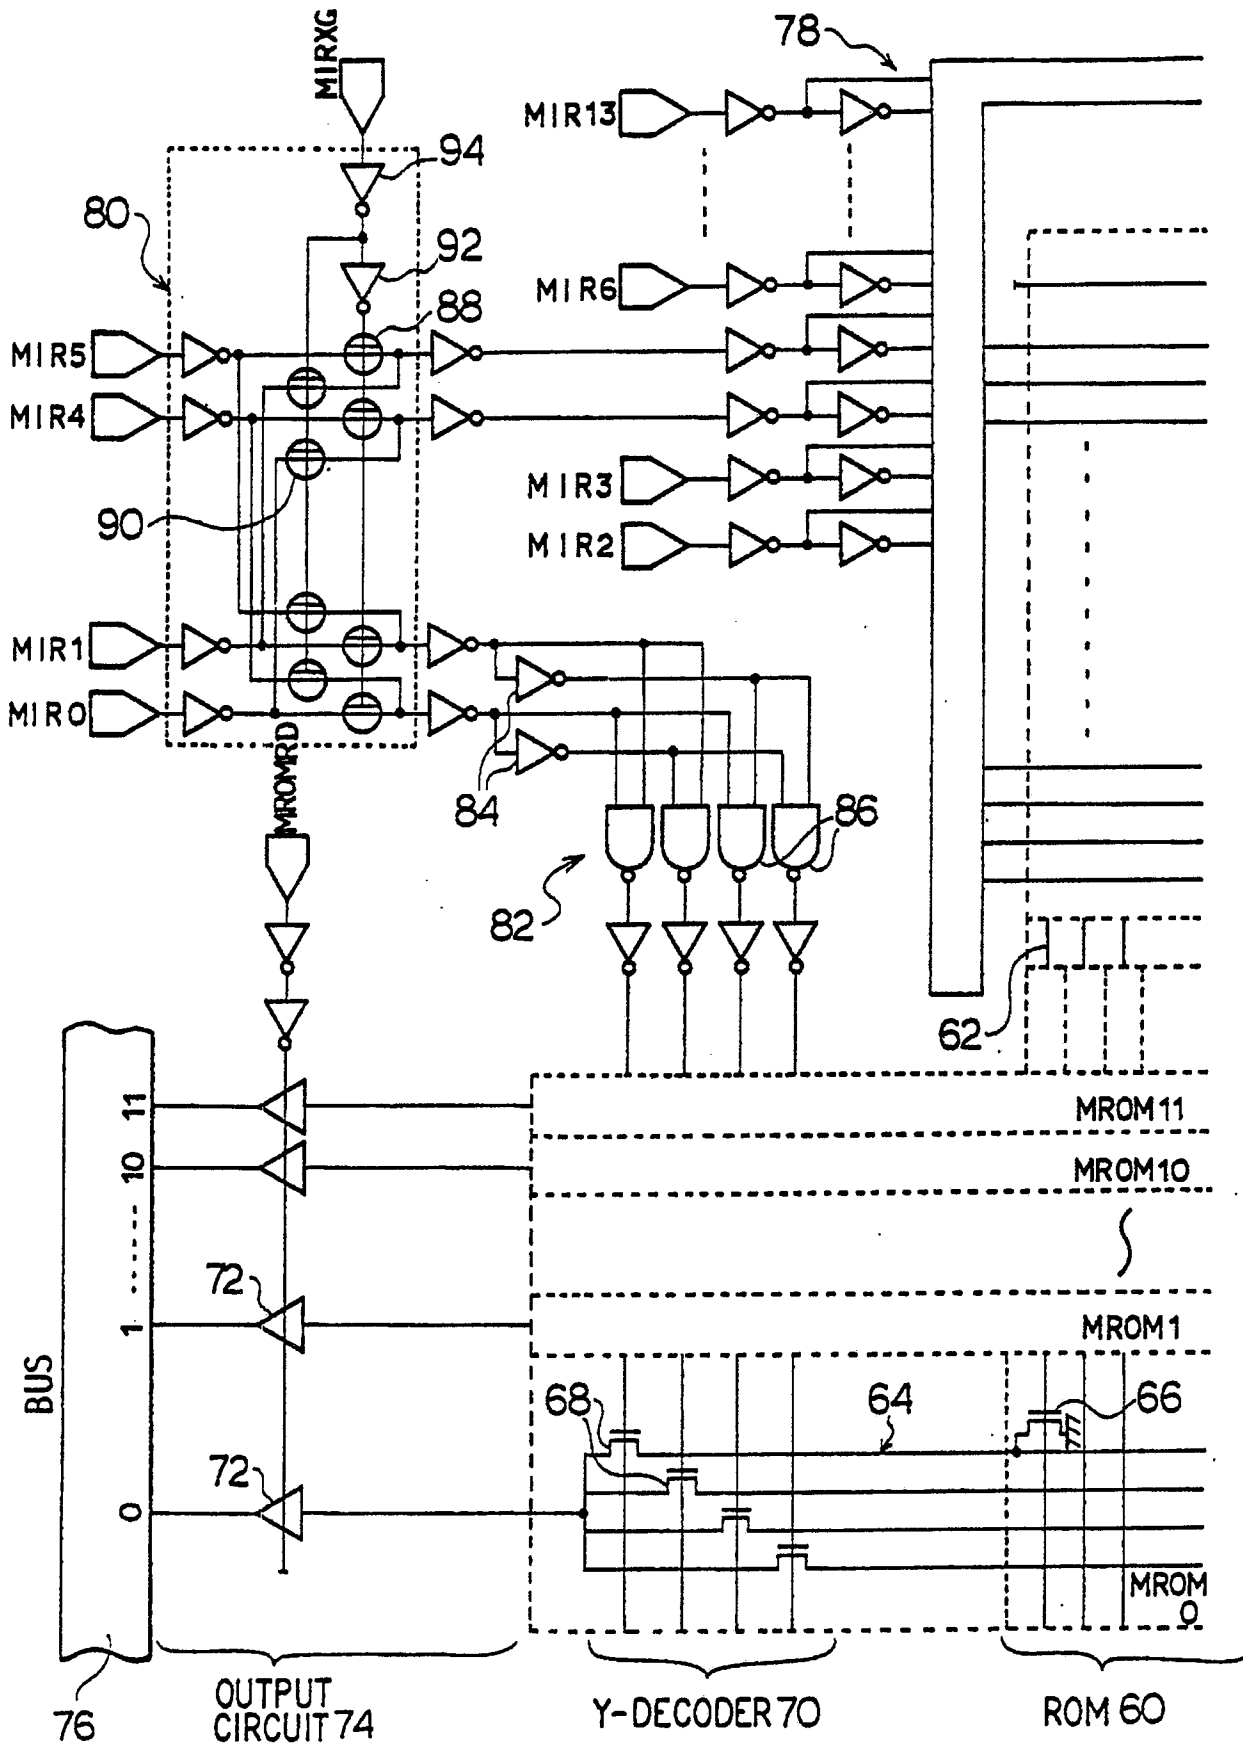 MIRXG
78
MIR13
94
80
92
MIR6
88
MIR5
MIR4
MIR3
90
MIR2
MIR1
MIR0
MROMRD
84
86
82
62
11
MROM11
10
MROM10
72
1
MROM1
BUS
68
64
66
72
0
MROM
0
76
OUTPUT
CIRCUIT 74
Y-DECODER 70
ROM 60